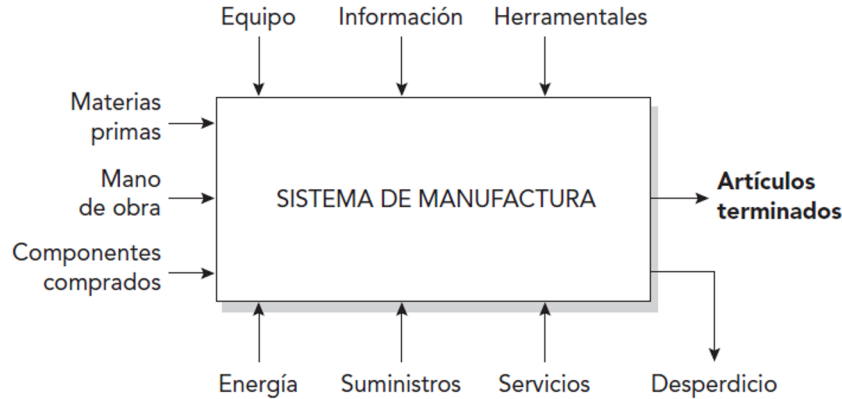 Equipo
Información
Herramentales
Materias
primas
Mano
de obra
SISTEMA DE MANUFACTURA
Artículos
terminados
Componentes
comprados
Energía
Suministros
Servicios
Desperdicio